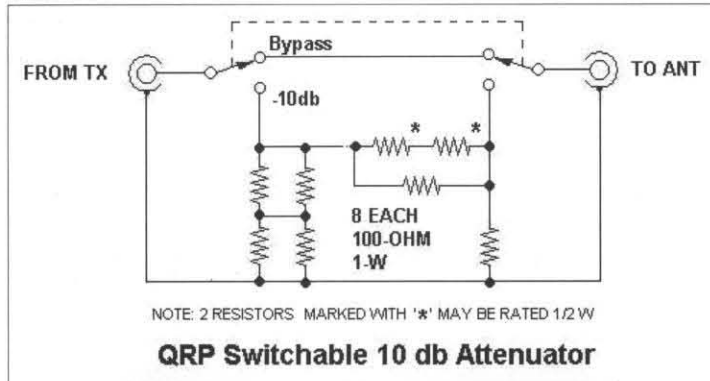 Bypass
FROM TX
TO ANT
-10db
* *
8 EACH
100-OHM
1-W
NOTE: 2 RESISTORS MARKED WITH '*' MAY BE RATED 1/2 W
QRP Switchable 10 db Attenuator